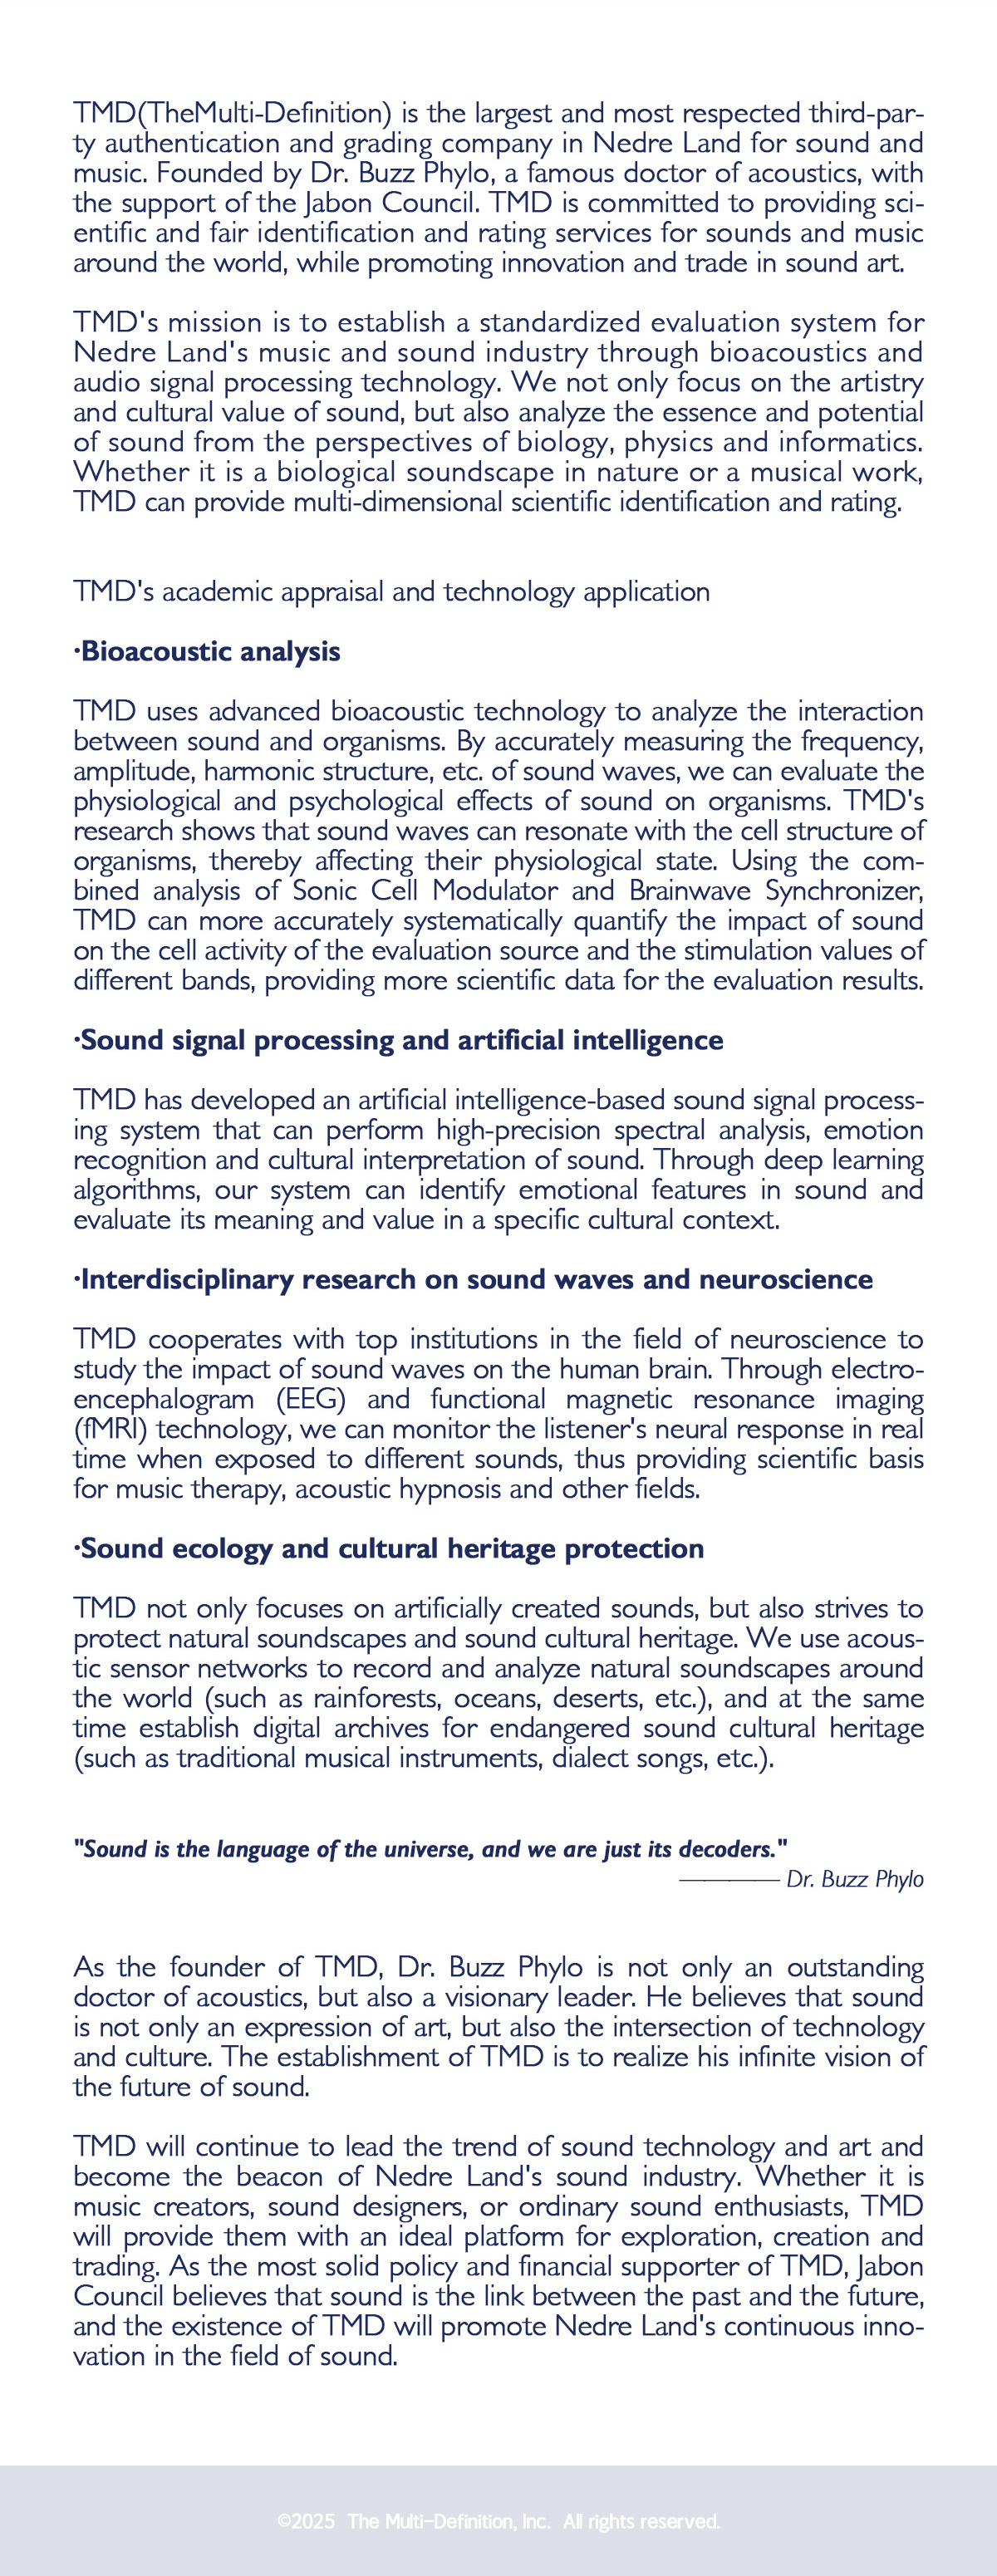 TMD(TheMulti-Definition) is the largest and most respected third-par-
ty authentication and grading company in Nedre Land for sound and
music. Founded by Dr. Buzz Phylo, a famous doctor of acoustics, with
the support of the Jabon Council. TMD is committed to providing sci-
entific and fair identification and rating services for sounds and music
around the world, while promoting innovation and trade in sound art.
TMD's mission is to establish a standardized evaluation system for
Nedre Land's music and sound industry through bioacoustics and
audio signal processing technology. We not only focus on the artistry
and cultural value of sound, but also analyze the essence and potential
of sound from the perspectives of biology, physics and informatics.
Whether it is a biological soundscape in nature or a musical work,
TMD can provide multi-dimensional scientific identification and rating.
TMD's academic appraisal and technology application
·Bioacoustic analysis
TMD uses advanced bioacoustic technology to analyze the interaction
between sound and organisms. By accurately measuring the frequency,
amplitude, harmonic structure, etc. of sound waves, we can evaluate the
physiological and psychological effects of sound on organisms. TMD's
research shows that sound waves can resonate with the cell structure of
organisms, thereby affecting their physiological state. Using the com-
bined analysis of Sonic Cell Modulator and Brainwave Synchronizer,
TMD can more accurately systematically quantify the impact of sound
on the cell activity of the evaluation source and the stimulation values of
different bands, providing more scientific data for the evaluation results.
·Sound signal processing and artificial intelligence
TMD has developed an artificial intelligence-based sound signal process-
ing system that can perform high-precision spectral analysis, emotion
recognition and cultural interpretation of sound. Through deep learning
algorithms, our system can identify emotional features in sound and
evaluate its meaning and value in a specific cultural context.
·Interdisciplinary research on sound waves and neuroscience
TMD cooperates with top institutions in the field of neuroscience to
study the impact of sound waves on the human brain. Through electro-
encephalogram (EEG) and functional magnetic resonance imaging
(fMRI) technology, we can monitor the listener's neural response in real
time when exposed to different sounds, thus providing scientific basis
for music therapy, acoustic hypnosis and other fields.
·Sound ecology and cultural heritage protection
TMD not only focuses on artificially created sounds, but also strives to
protect natural soundscapes and sound cultural heritage. We use acous-
tic sensor networks to record and analyze natural soundscapes around
the world (such as rainforests, oceans, deserts, etc.), and at the same
time establish digital archives for endangered sound cultural heritage
(such as traditional musical instruments, dialect songs, etc.).
"Sound is the language of the universe, and we are just its decoders."
———— Dr. Buzz Phylo
As the founder of TMD, Dr. Buzz Phylo is not only an outstanding
doctor of acoustics, but also a visionary leader. He believes that sound
is not only an expression of art, but also the intersection of technology
and culture. The establishment of TMD is to realize his infinite vision of
the future of sound.
TMD will continue to lead the trend of sound technology and art and
become the beacon of Nedre Land's sound industry. Whether it is
music creators, sound designers, or ordinary sound enthusiasts, TMD
will provide them with an ideal platform for exploration, creation and
trading. As the most solid policy and financial supporter of TMD, Jabon
Council believes that sound is the link between the past and the future,
and the existence of TMD will promote Nedre Land's continuous inno-
vation in the field of sound.
©2025 The Multi-Definition, Inc. All rights reserved.